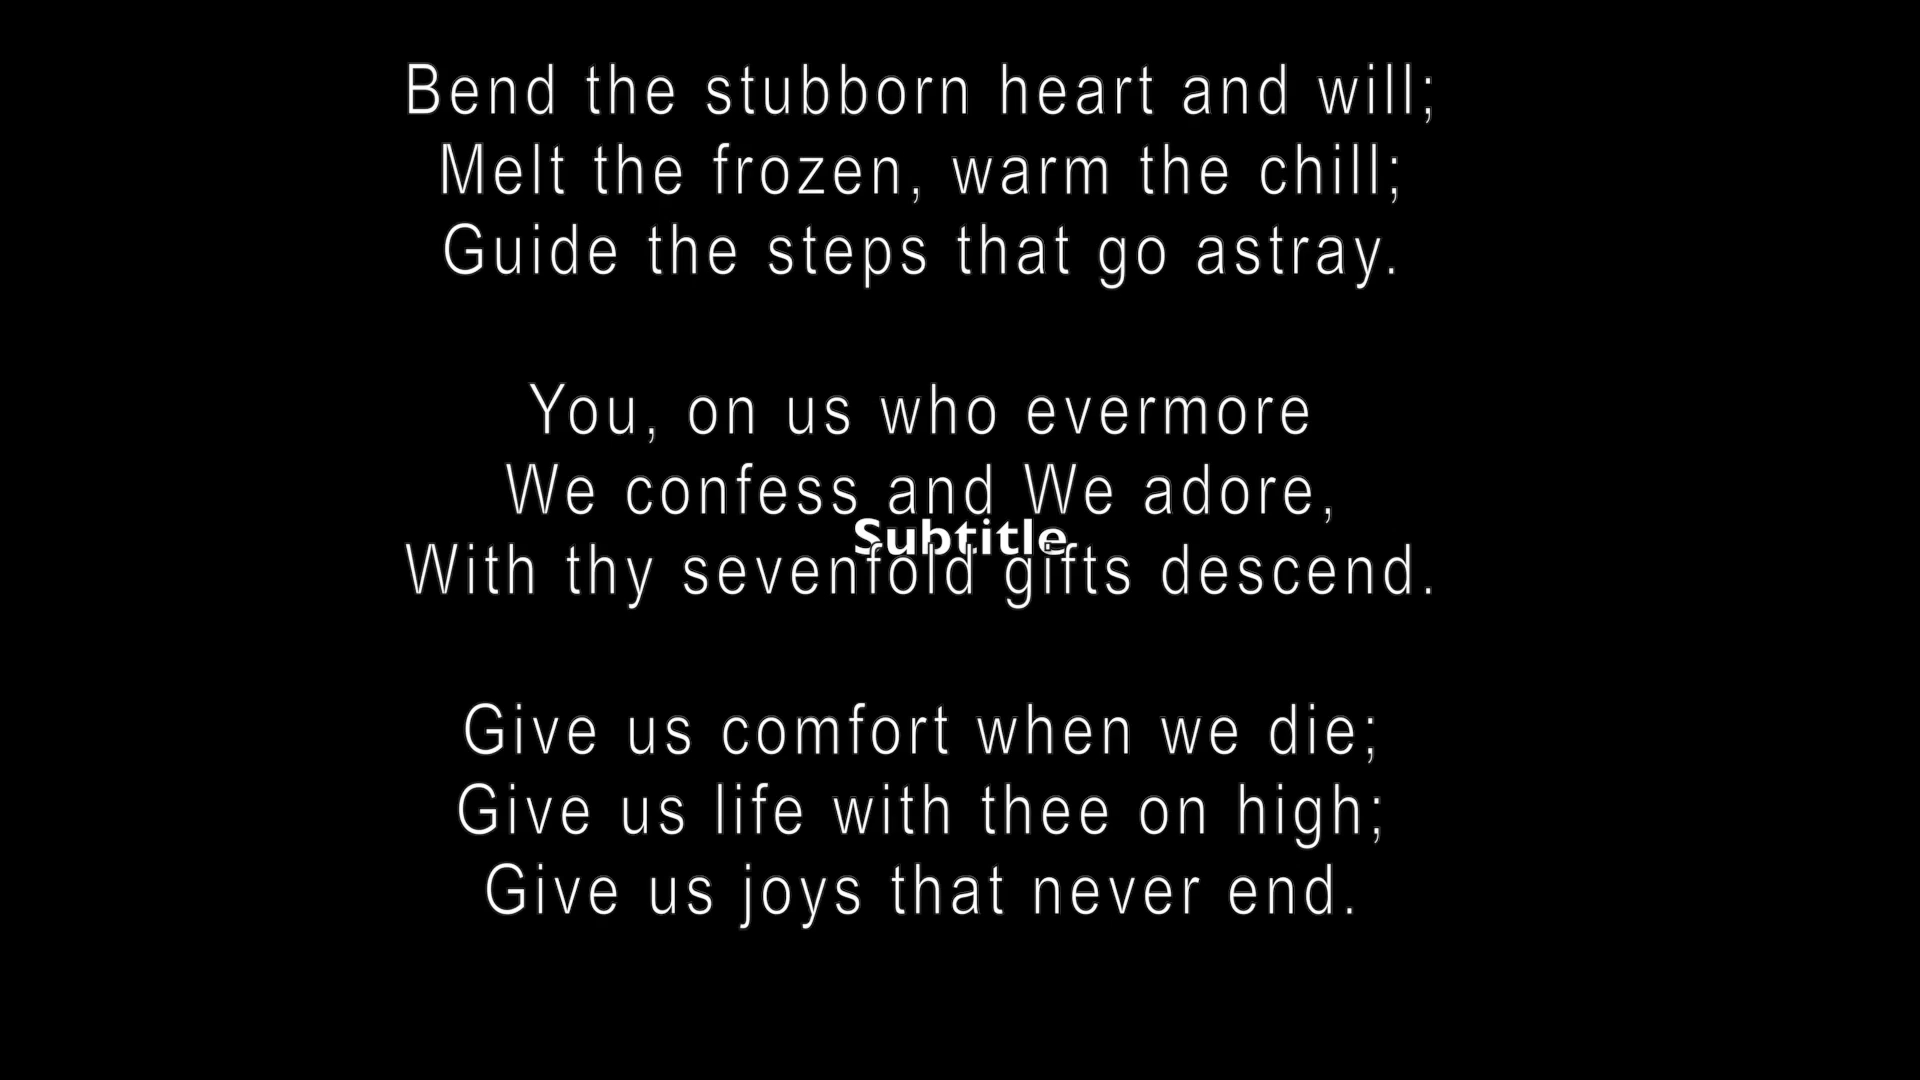 Bend the stubborn heart and will;
Melt the frozen, warm the chill;
Guide the steps that go astray.
You, on us who evermore
We confess and We adore,
Subtitle
With thy sevenfold gifts descend.
Give us comfort when we die;
Give us life with thee on high;
Give us joys that never end.